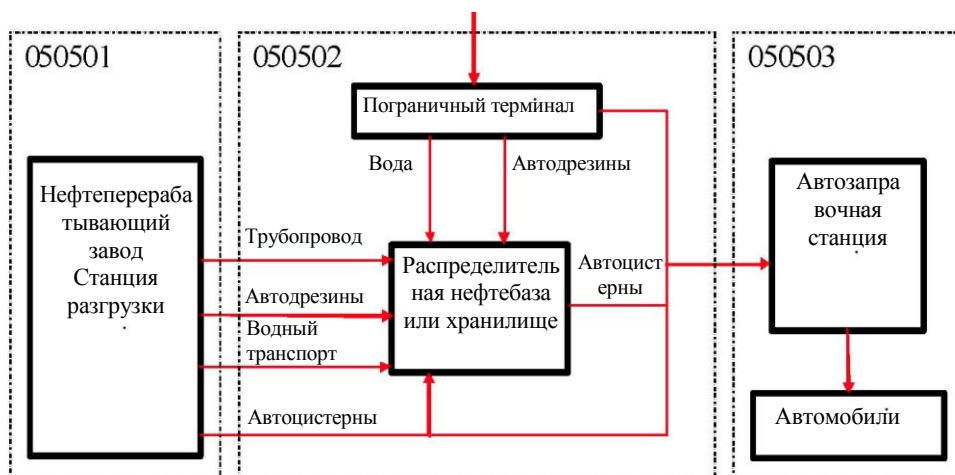 050501
050502
050503
Пограничный терминал
Вода
Автодрезины
Нефтеперераба
тывающий
завод
Станция
разгрузки
Трубопровод
Автодрезины
Водный
транспорт
Автоцистерны
Распределитель
ная нефтебаза
или хранилище
Автоцист
ерны
Автозапра
вочная
станция
Автомобили